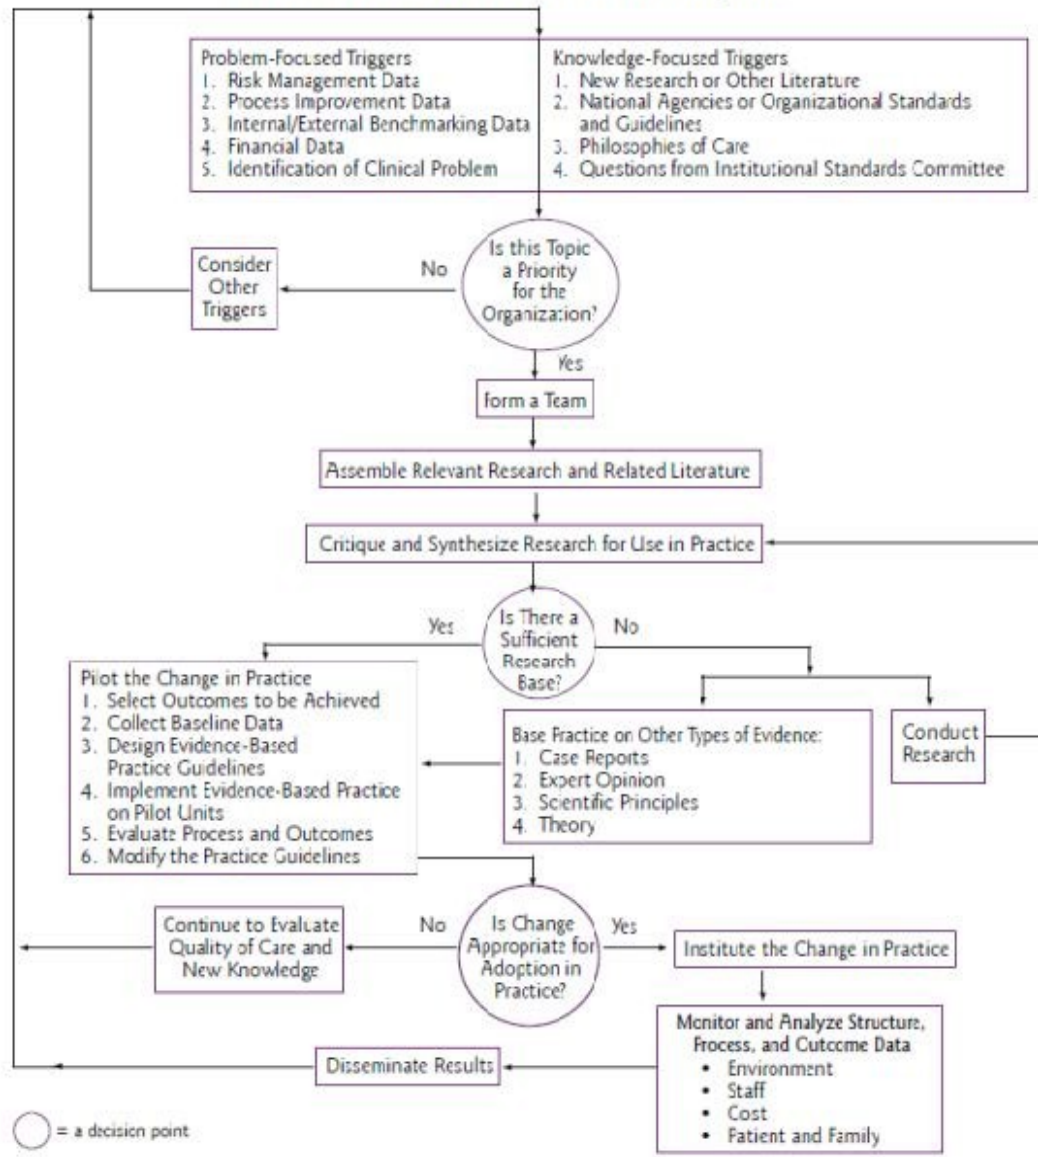 Problem-Focused Triggers
1. Risk Management Data
2. Process Improvement Data
3. Internal/External Benchmarking Data
4. Financial Data
5. Identification of Clinical Problem
Knowledge-Focused Triggers
1. New Research or Other Literature
2. National Agencies or Organizational Standards
and Guidelines
3. Philosophies of Care
4. Questions from Institutional Standards Committee
Consider
Other
Triggers
No
Is this Topic
a Priority
for the
Organization?
Yes
form a Team
Assemble Relevant Research and Related Literature
Critique and Synthesize Research for Use in Practice
Yes
Is There a
Sufficient
Research
Base?
No
Pilot the Change in Practice
1. Select Outcomes to be Achieved
2. Collect Baseline Data
3. Design Evidence-Based
Practice Guidelines
4. Implement Evidence-Based Practice
on Pilot Units
5. Evaluate Process and Outcomes
6. Modify the Practice Guidelines
Base Practice on Other Types of Evidence:
1. Case Reports
2. Expert Opinion
3. Scientific Principles
4. Theory
Conduct
Research
Continue to Evaluate
Quality of Care and
New Knowledge
No
Is Change
Appropriate for
Adoption in
Practice?
Yes
Institute the Change in Practice
Monitor and Analyze Structure,
Process, and Outcome Data
• Environment
• Staff
• Cost
• Patient and Family
Disseminate Results
= a decision point